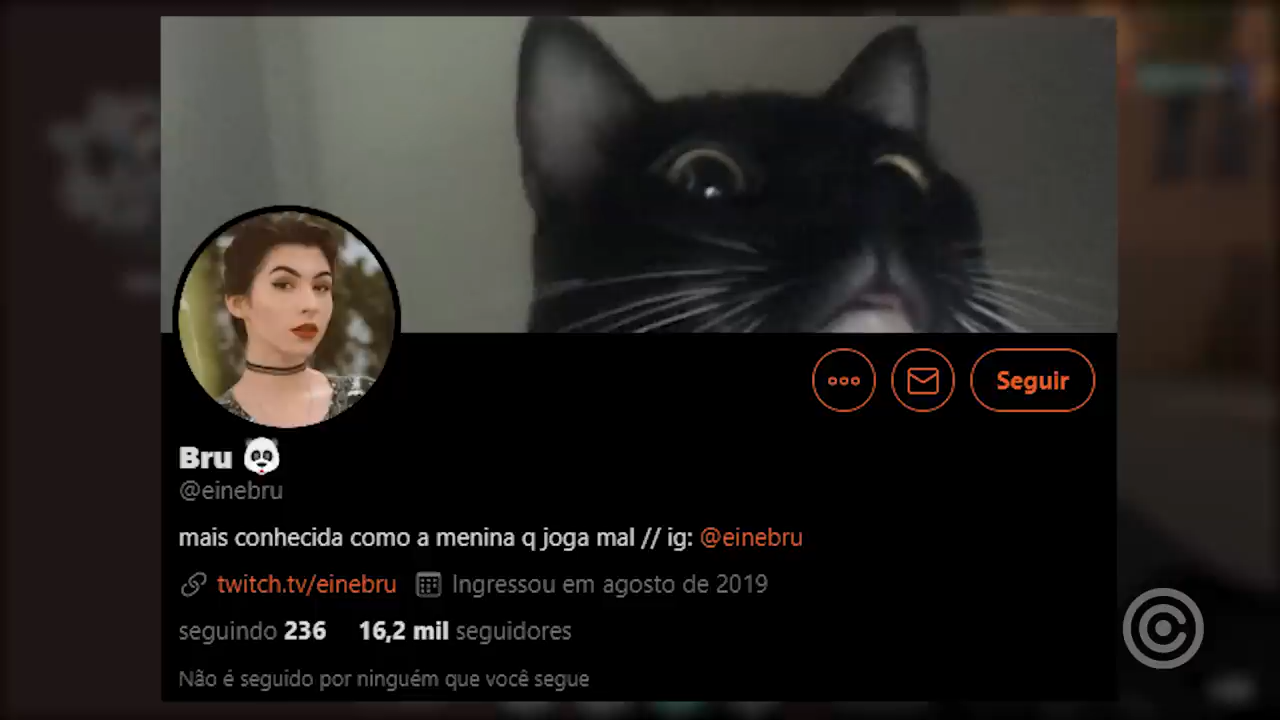 Seguir
Bru
@einebru
mais conhecida como a menina q joga mal // ig: @einebru
twitch.tv/einebru Ingressou em agosto de 2019
seguindo 236 16,2 mil seguidores
Não é seguido por ninguém que você segue